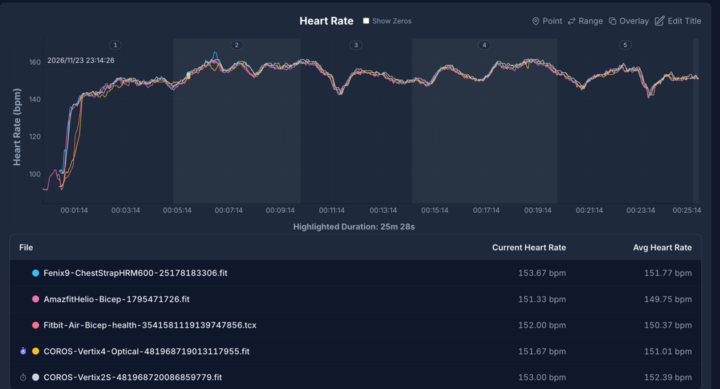 Heart Rate Show Zeros Point Range Overlay Edit Title
1 2 3 4 5
2026/11/23 23:14:26
Heart Rate (bpm)
160
140
120
100
00:01:14 00:03:14 00:05:14 00:07:14 00:09:14 00:11:14 00:13:14 00:15:14 00:17:14 00:19:14 00:21:14 00:23:14 00:25:14
Highlighted Duration: 25m 28s
File Current Heart Rate Avg Heart Rate
Fenix9-ChestStrapHRM600-25178183306.fit 153.67 bpm 151.77 bpm
AmazfitHelio-Bicep-1795471726.fit 151.33 bpm 149.75 bpm
Fitbit-Air-Bicep-health-3541581119139747856.tcx 152.00 bpm 150.37 bpm
COROS-Vertix4-Optical-481968719013117955.fit 151.67 bpm 151.01 bpm
COROS-Vertix2S-481968720086859779.fit 153.00 bpm 152.39 bpm